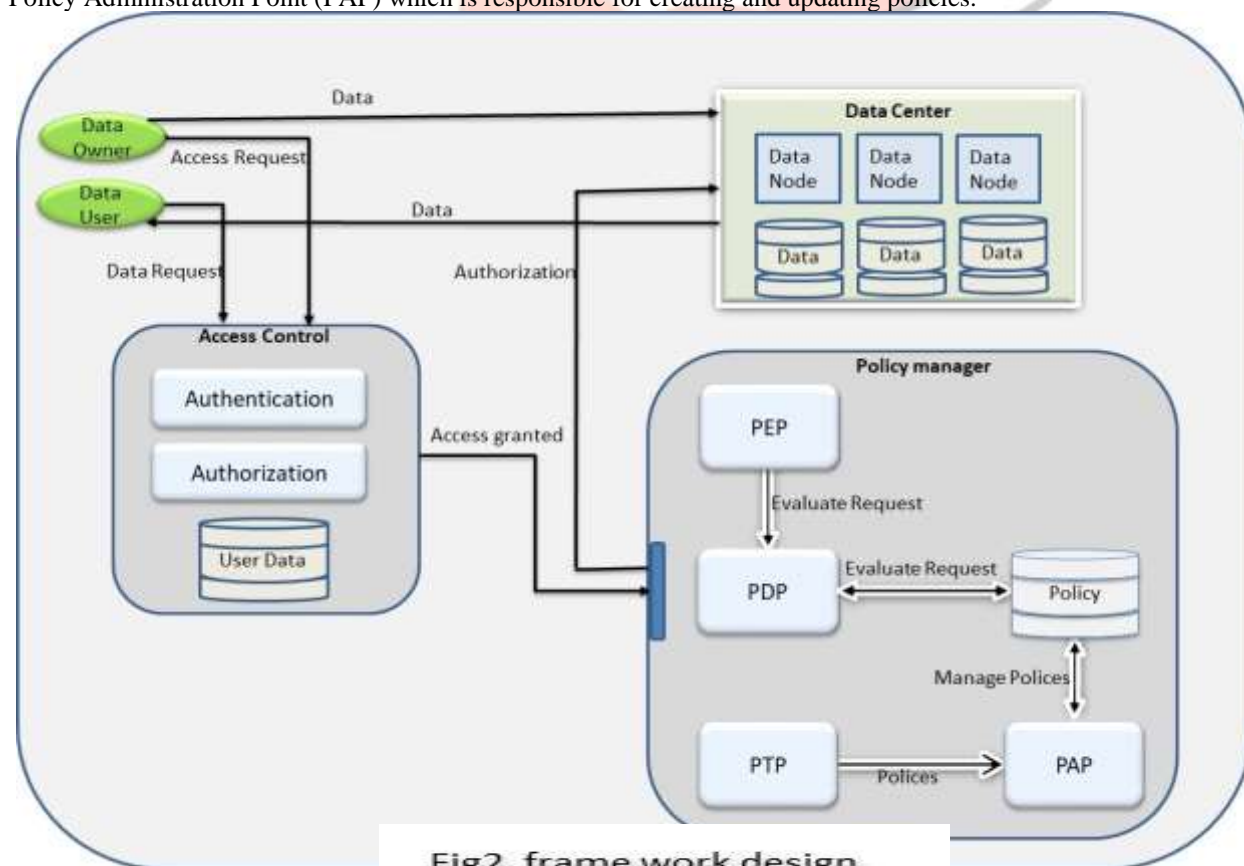 Policy Administration Point (PAP) which is responsible for creating and updating policies.
Data
Data
Owner
Access Request
Data
User
Data
Data Request
Authorization
Data Center
Data
Node
Data
Node
Data
Node
Data
Data
Data
Access Control
Authentication
Authorization
User Data
Access granted
Policy manager
PEP
Evaluate Request
PDP
Evaluate Request
Policy
Manage Polices
PTP
Polices
PAP
Fig2. frame work design